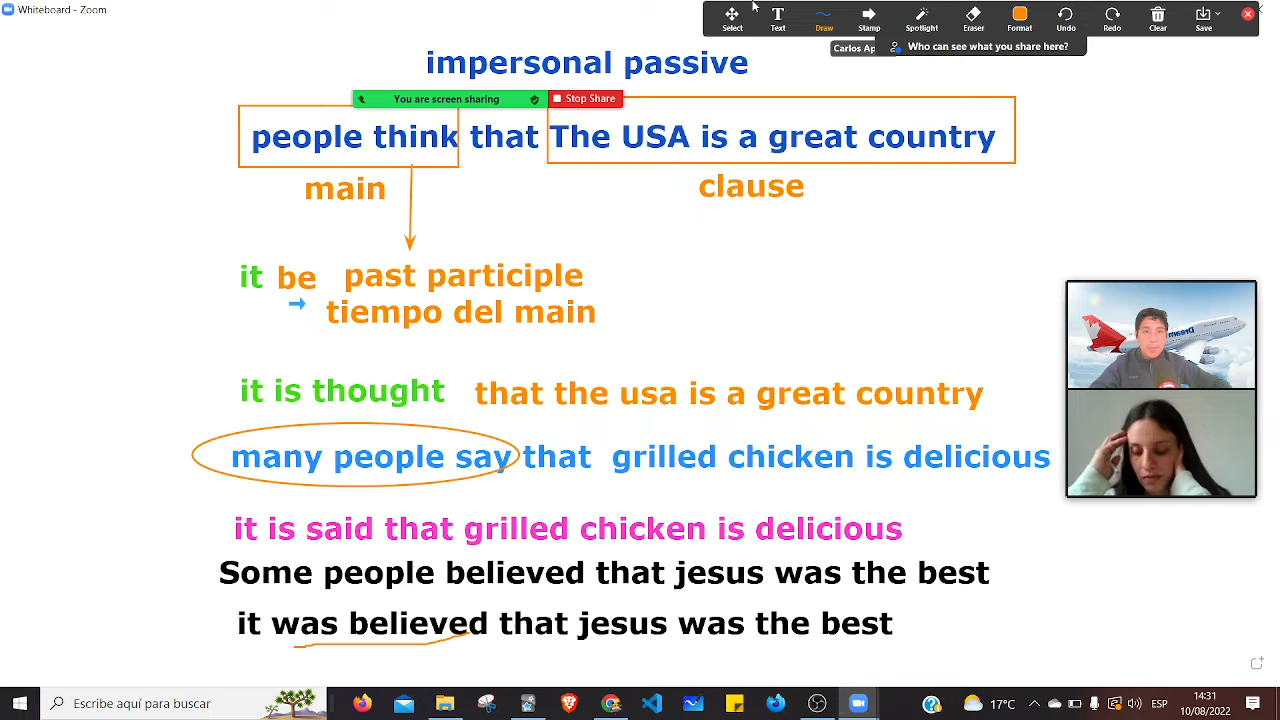 Whiteboard - Zoom
Select Text Draw Stamp Spotlight Eraser Format Undo Redo Clear Save
Carlos Ap
Who can see what you share here?
impersonal passive
You are screen sharing Stop Share
people think that The USA is a great country
main clause
it be past participle
tiempo del main
it is thought that the usa is a great country
many people say that grilled chicken is delicious
it is said that grilled chicken is delicious
Some people believed that jesus was the best
it was believed that jesus was the best
Escribe aquí para buscar
17°C ESP 14:31
10/08/2022